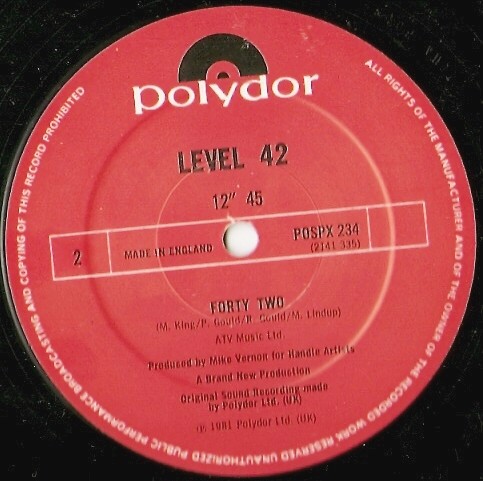 polydor
LEVEL 42
12" 45
2
MADE IN ENGLAND
POSPX 234
(2141 335)
FORTY TWO
(M. King/P. Gould/R. Gould/M. Lindup)
ATV Music Ltd.
Produced by Mike Vernon for Handle Artists
A Brand New Production
Original Sound Recording made
by Polydor Ltd. (UK)
℗ 1981 Polydor Ltd. (UK)
ALL RIGHTS OF THE MANUFACTURER AND OF THE OWNER OF THE RECORDED WORK RESERVED UNAUTHORIZED PUBLIC PERFORMANCE BROADCASTING AND COPYING OF THIS RECORD PROHIBITED